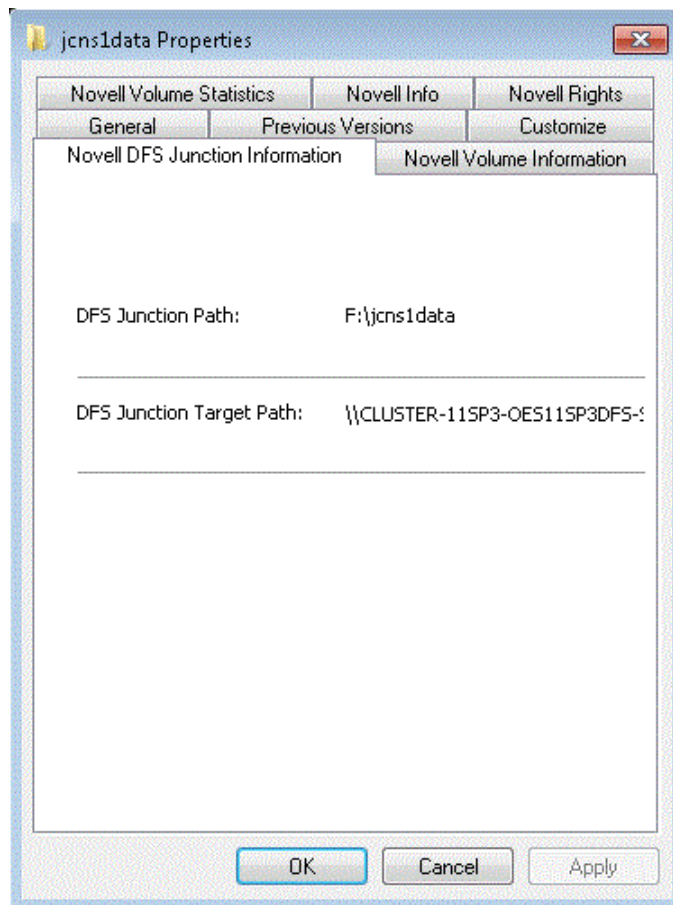 jcns1data Properties
Novell Volume Statistics Novell Info Novell Rights
General Previous Versions Customize
Novell DFS Junction Information Novell Volume Information
DFS Junction Path: F:\jcns1data
DFS Junction Target Path: \\CLUSTER-11SP3-OES11SP3DFS-
OK Cancel Apply